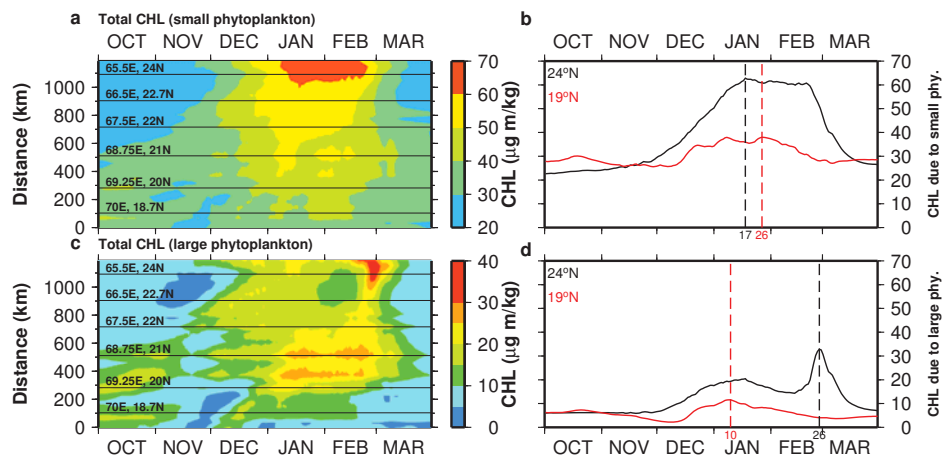 a Total CHL (small phytoplankton)
OCT NOV DEC JAN FEB MAR
Distance (km)
1000
800
600
400
200
0
65.5E, 24N
66.5E, 22.7N
67.5E, 22N
68.75E, 21N
69.25E, 20N
70E, 18.7N
70
60
50
40
30
20
b
OCT NOV DEC JAN FEB MAR
CHL (μg m/kg)
24ºN
19ºN
17 26
70
60
50
40
30
20
10
0
CHL due to small phy.
c Total CHL (large phytoplankton)
Distance (km)
1000
800
600
400
200
0
65.5E, 24N
66.5E, 22.7N
67.5E, 22N
68.75E, 21N
69.25E, 20N
70E, 18.7N
OCT NOV DEC JAN FEB MAR
40
30
20
10
0
d
CHL (μg m/kg)
24ºN
19ºN
10 26
70
60
50
40
30
20
10
0
CHL due to large phy.
OCT NOV DEC JAN FEB MAR